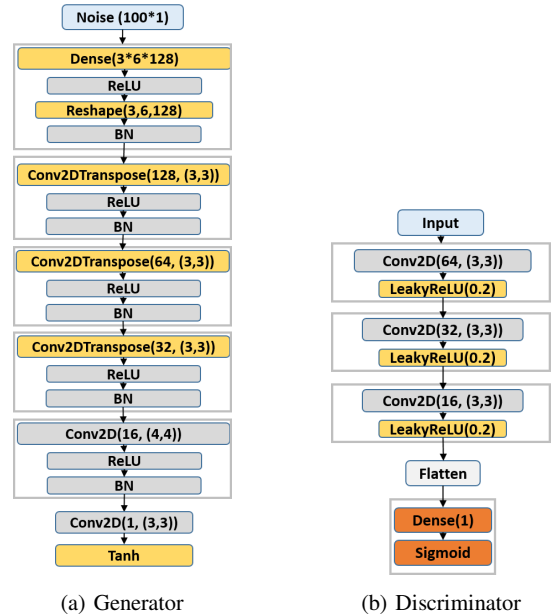 Noise (100*1)
Dense(3*6*128)
ReLU
Reshape(3,6,128)
BN
Conv2DTranspose(128, (3,3))
ReLU
BN
Conv2DTranspose(64, (3,3))
ReLU
BN
Conv2DTranspose(32, (3,3))
ReLU
BN
Conv2D(16, (4,4))
ReLU
BN
Conv2D(1, (3,3))
Tanh
(a) Generator
Input
Conv2D(64, (3,3))
LeakyReLU(0.2)
Conv2D(32, (3,3))
LeakyReLU(0.2)
Conv2D(16, (3,3))
LeakyReLU(0.2)
Flatten
Dense(1)
Sigmoid
(b) Discriminator